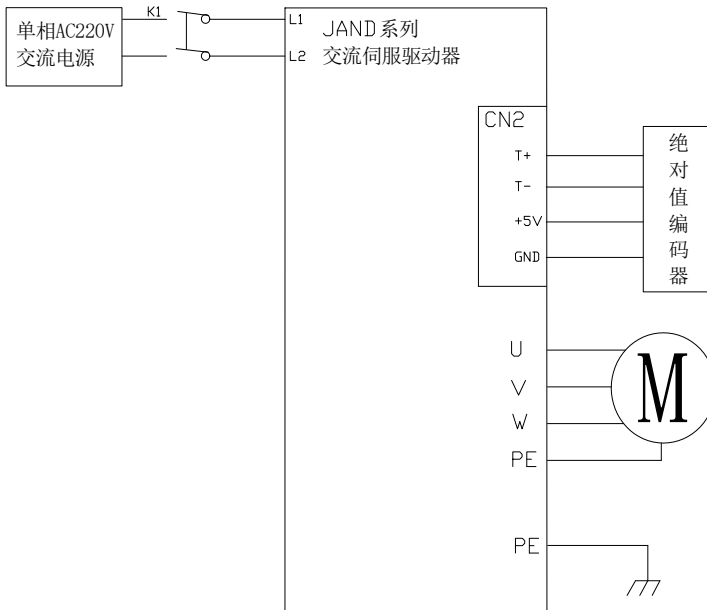 单相AC220V
交流电源
K1
L1
L2
JAND系列
交流伺服驱动器
CN2
T+
T-
+5V
GND
绝对值编码器
U
V
W
PE
M
PE